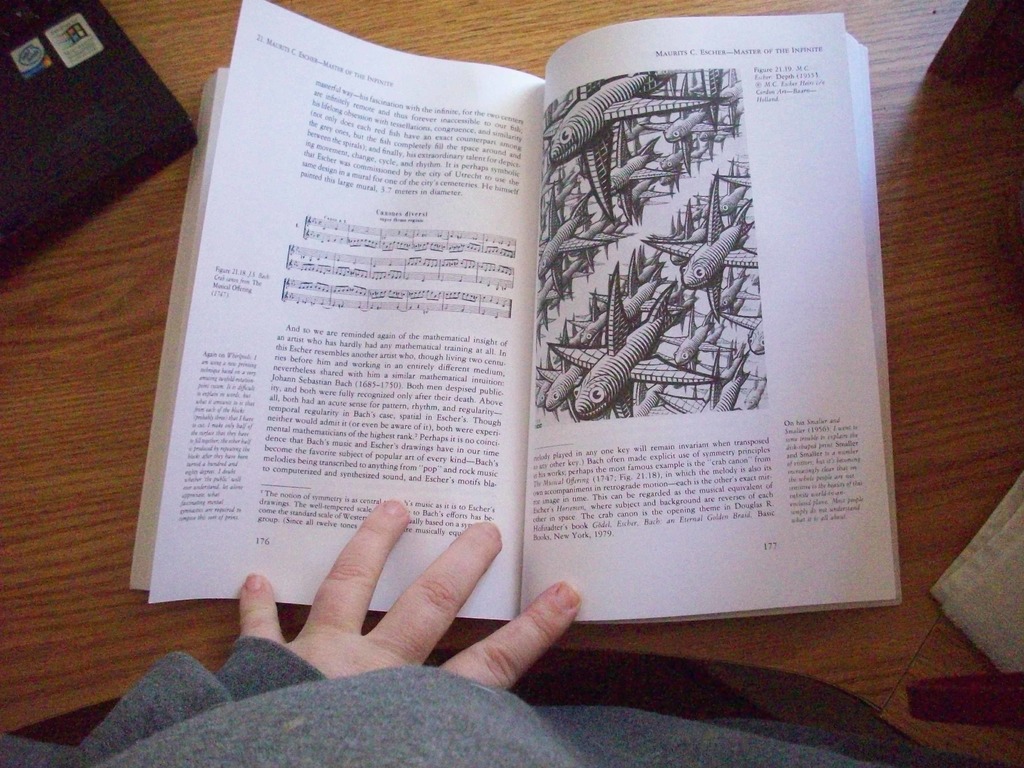 21. MAURITS C. ESCHER—MASTER OF THE INFINITE
masterful way—his fascination with the infinite, for the two centers
are infinitely remote and thus forever inaccessible to our fish;
his lifelong obsession with tessellations, congruence, and similarity
(not only does each red fish have an exact counterpart among
the grey ones, but the fish completely fill the space around and
between the spirals); and finally, his extraordinary talent for depict-
ing movement, change, cycle, and rhythm. It is perhaps symbolic
that Escher was commissioned by the city of Utrecht to use the
same design in a mural for one of the city's cemeteries. He himself
painted this large mural, 3.7 meters in diameter.
Canones diversi
Figure 21.18. J.S. Bach:
Crab canon from The
Musical Offering
(1747).
And so we are reminded again of the mathematical insight of
an artist who has hardly had any mathematical training at all. In
this Escher resembles another artist who, though living two centu-
ries before him and working in an entirely different medium,
nevertheless shared with him a similar mathematical intuition:
Johann Sebastian Bach (1685–1750). Both men despised public-
ity, and both were fully recognized only after their death. Above
all, both had an acute sense for pattern, rhythm, and regularity—
temporal regularity in Bach's case, spatial in Escher's. Though
neither would admit it (or even be aware of it), both were experi-
mental mathematicians of the highest rank.³ Perhaps it is no coinci-
dence that Bach's music and Escher's drawings have in our time
become the favorite subject of popular art of every kind—Bach's
melodies being transcribed to anything from "pop" and rock music
to computerized and synthesized sound, and Escher's motifs bla-
Again on Whirlpools: I
am using a new printing
technique based on a very
amusing twofold-rotation-
point system. It is difficult
to explain in words, but
what it amounts to is that
from each of the blocks
(probably three) that I have
to cut, I make only half of
the surface that they have
to fill together; the other half
is produced by repeating the
block after they have been
turned a hundred and
eighty degrees. I doubt
whether 'the public' will
ever understand, let alone
appreciate, what
fascinating mental
gymnastics are required to
compose this sort of prints.
³ The notion of symmetry is as central to Bach's music as it is to Escher's
drawings. The well-tempered scale to Bach's efforts has be-
come the standard scale of Western ually based on a sym
group. (Since all twelve tones re musically equ
176
MAURITS C. ESCHER—MASTER OF THE INFINITE
Figure 21.19. M.C.
Escher: Depth (1955).
© M.C. Escher Heirs c/o
Cordon Art—Baarn—
Holland.
melody played in any one key will remain invariant when transposed
to any other key.) Bach often made explicit use of symmetry principles
in his works; perhaps the most famous example is the "crab canon" from
The Musical Offering (1747; Fig. 21.18), in which the melody is also its
own accompaniment in retrograde motion—each is the other's exact mir-
ror image in time. This can be regarded as the musical equivalent of
Escher's Horsemen, where subject and background are reverses of each
other in space. The crab canon is the opening theme in Douglas R.
Hofstadter's book Gödel, Escher, Bach: an Eternal Golden Braid, Basic
Books, New York, 1979.
On his Smaller and
Smaller (1956): I went to
some trouble to explain the
disk-shaped print Smaller
and Smaller to a number
of visitors, but it's becoming
increasingly clear that on
the whole people are not
sensitive to the beauties of this
infinite world-in-an-
enclosed plane. Most people
simply do not understand
what it is all about.
177